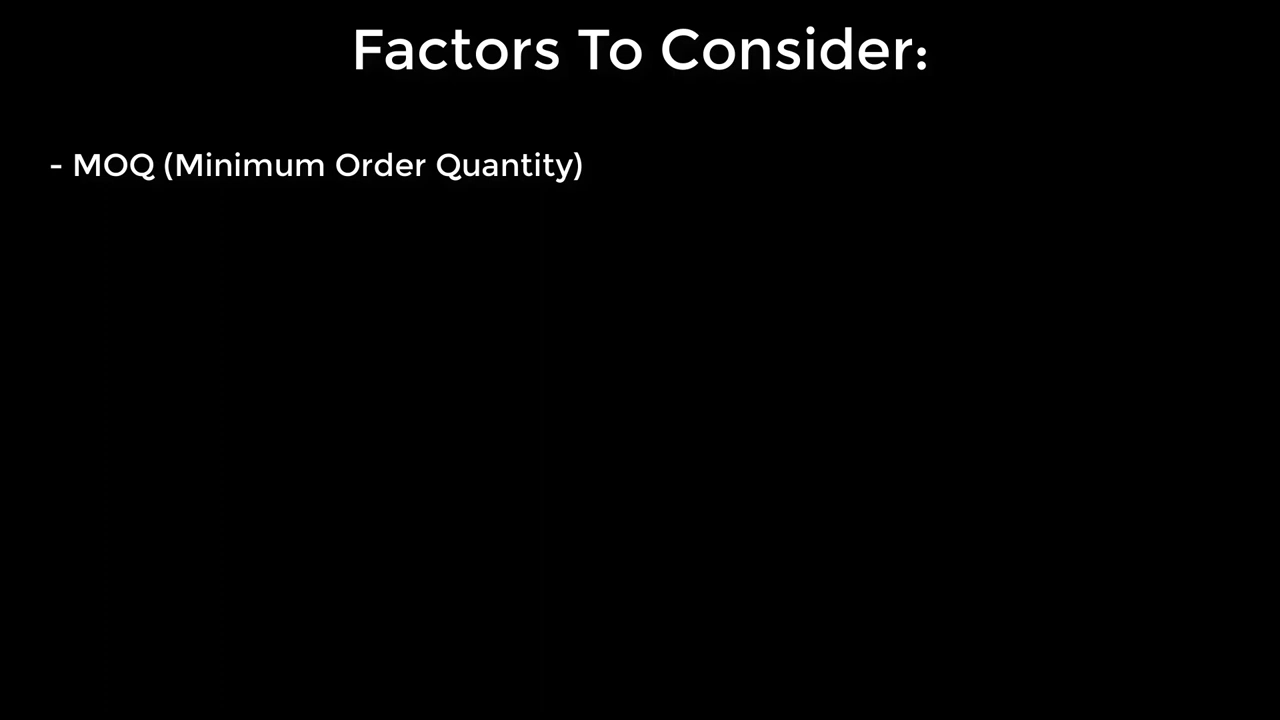 Factors To Consider:
- MOQ (Minimum Order Quantity)